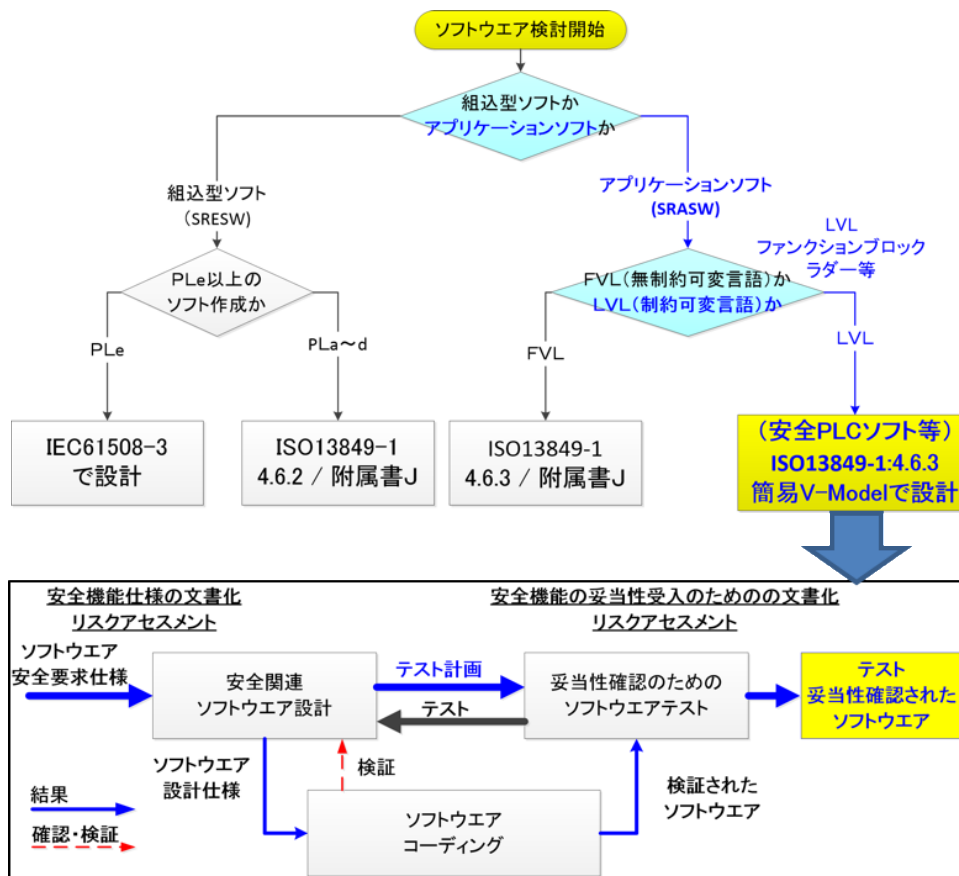 ソフトウエア検討開始
組込型ソフトか
アプリケーションソフトか
組込型ソフト
(SRESW)
アプリケーションソフト
(SRASW)
LVL
ファンクションブロック
ラダー等
PLe以上の
ソフト作成か
FVL(無制約可変言語)か
LVL(制約可変言語)か
PLe
PLa～d
FVL
LVL
IEC61508-3
で設計
ISO13849-1
4.6.2 / 附属書J
ISO13849-1
4.6.3 / 附属書J
(安全PLCソフト等)
ISO13849-1:4.6.3
簡易V-Modelで設計
安全機能仕様の文書化
リスクアセスメント
安全機能の妥当性受入のためのの文書化
リスクアセスメント
ソフトウエア
安全要求仕様
安全関連
ソフトウエア設計
テスト計画
テスト
妥当性確認のための
ソフトウエアテスト
テスト
妥当性確認された
ソフトウエア
ソフトウエア
設計仕様
検証
検証された
ソフトウエア
結果
確認・検証
ソフトウエア
コーディング